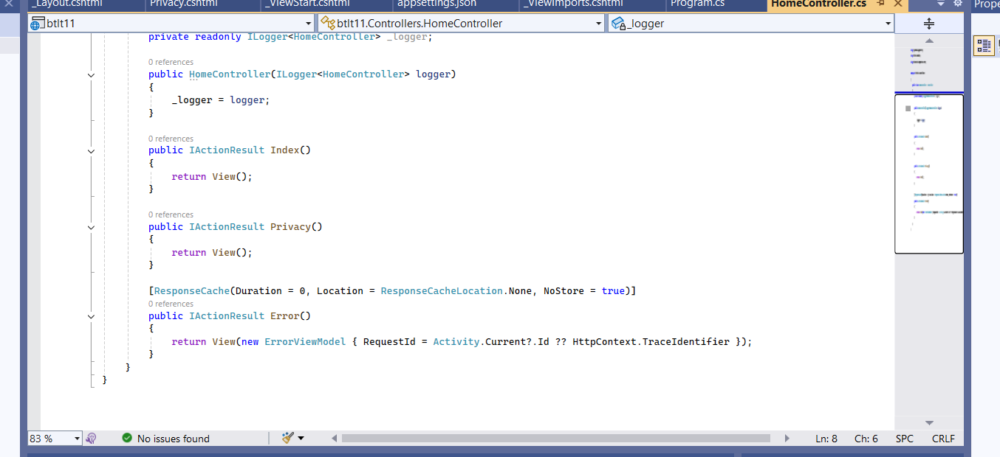 _Layout.cshtml Privacy.cshtml _ViewStart.cshtml appsettings.json _ViewImports.cshtml Program.cs HomeController.cs Prope
btlt11 btlt11.Controllers.HomeController _logger
private readonly ILogger<HomeController> _logger;
0 references
public HomeController(ILogger<HomeController> logger)
{
_logger = logger;
}
0 references
public IActionResult Index()
{
return View();
}
0 references
public IActionResult Privacy()
{
return View();
}
[ResponseCache(Duration = 0, Location = ResponseCacheLocation.None, NoStore = true)]
0 references
public IActionResult Error()
{
return View(new ErrorViewModel { RequestId = Activity.Current?.Id ?? HttpContext.TraceIdentifier });
}
}
}
83 % No issues found Ln: 8 Ch: 6 SPC CRLF